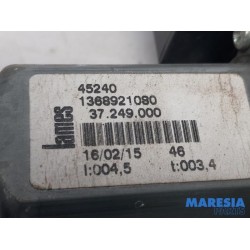 45240
1368921080
37.249.000
Lames
16/02/15 46
I:004,5 t:003,4
MARESIA